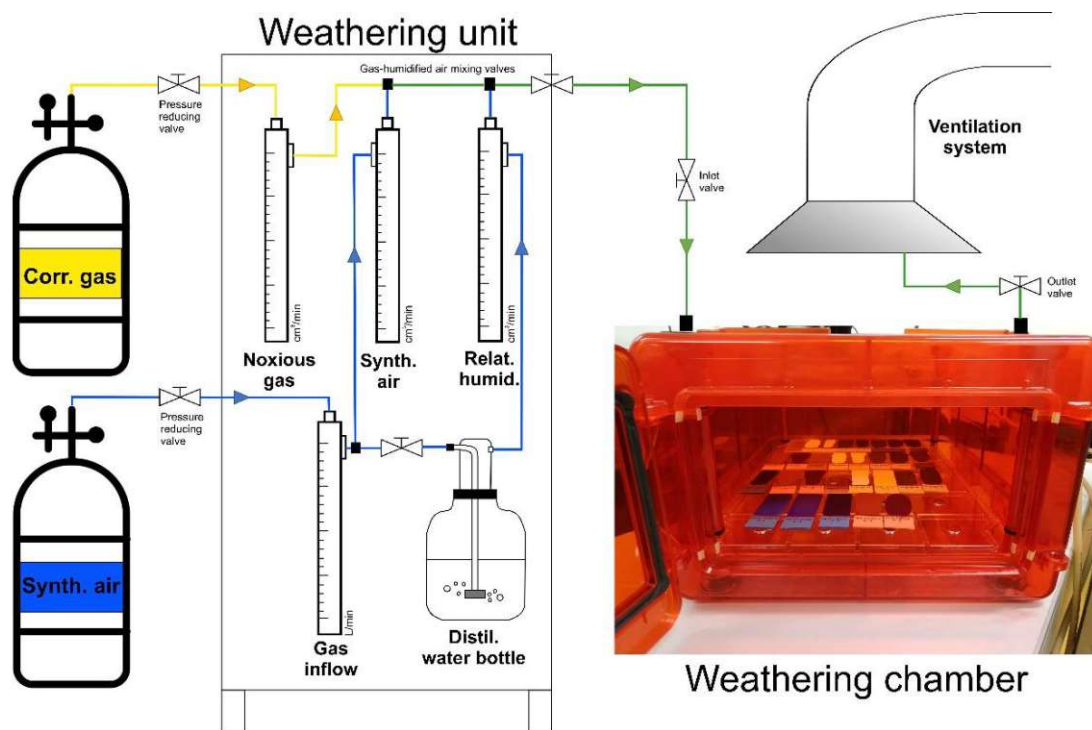 Weathering unit
Gas-humidified air mixing valves
Pressure
reducing
valve
Ventilation
system
Inlet
valve
Corr. gas
cm³/min
cm³/min
cm³/min
Outlet
valve
Noxious
gas
Synth.
air
Relat.
humid.
Pressure
reducing
valve
Synth. air
L/min
Gas
inflow
Distil.
water bottle
Weathering chamber